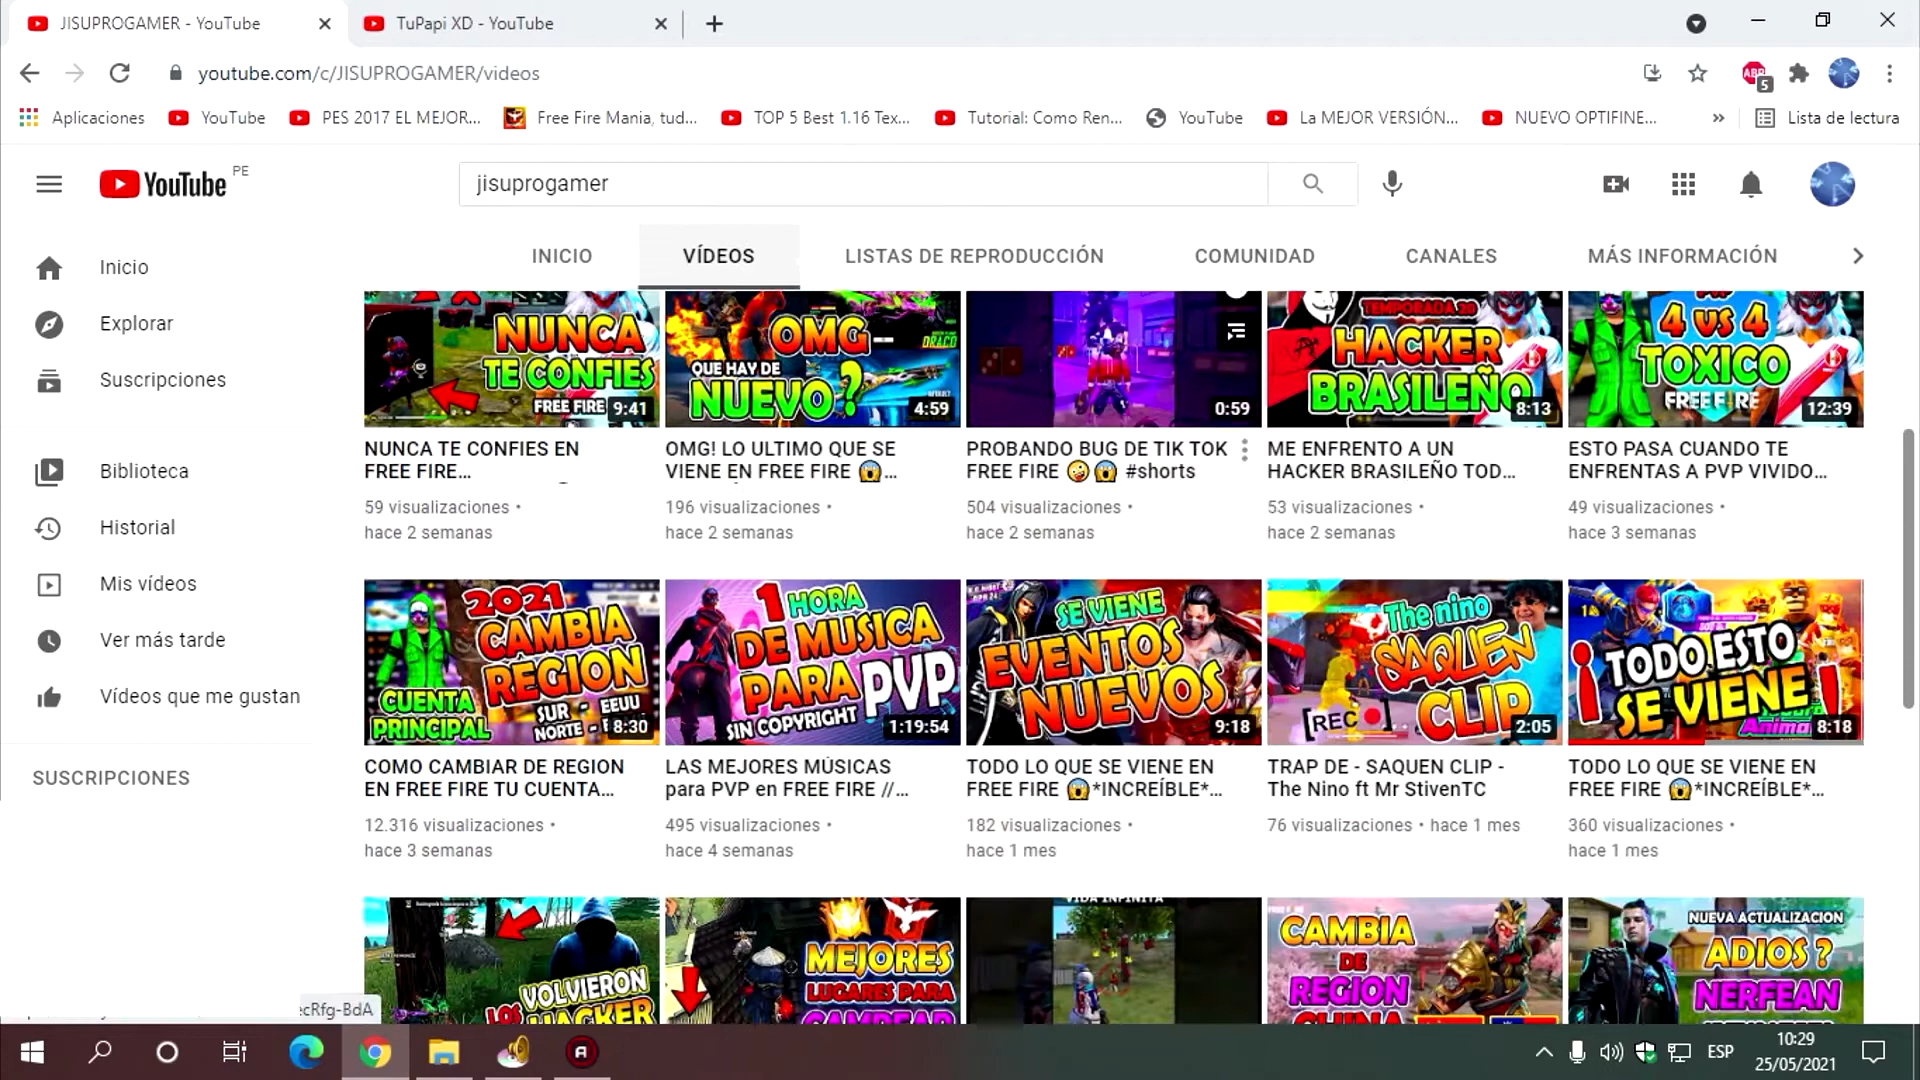 JISUPROGAMER - YouTube
TuPapi XD - YouTube
youtube.com/c/JISUPROGAMER/videos
ABP
5
Aplicaciones
YouTube
PES 2017 EL MEJOR...
Free Fire Mania, tud...
TOP 5 Best 1.16 Tex...
Tutorial: Como Ren...
YouTube
La MEJOR VERSIÓN...
NUEVO OPTIFINE...
»
Lista de lectura
YouTube PE
jisuprogamer
INICIO
VÍDEOS
LISTAS DE REPRODUCCIÓN
COMUNIDAD
CANALES
MÁS INFORMACIÓN
Inicio
Explorar
Suscripciones
Biblioteca
Historial
Mis vídeos
Ver más tarde
Vídeos que me gustan
SUSCRIPCIONES
NUNCA
TE CONFIES
FREE FIRE
9:41
NUNCA TE CONFIES EN
FREE FIRE...
59 visualizaciones •
hace 2 semanas
OMG
DRACO
QUE HAY DE
NUEVO ?
4:59
OMG! LO ULTIMO QUE SE
VIENE EN FREE FIRE 😱...
196 visualizaciones •
hace 2 semanas
0:59
PROBANDO BUG DE TIK TOK
FREE FIRE 🤪😱 #shorts
504 visualizaciones •
hace 2 semanas
TEMPORADA 20
HACKER
BRASILEÑO
8:13
ME ENFRENTO A UN
HACKER BRASILEÑO TOD...
53 visualizaciones •
hace 2 semanas
4 vs 4
TOXICO
FREE FIRE
12:39
ESTO PASA CUANDO TE
ENFRENTAS A PVP VIVIDO...
49 visualizaciones •
hace 3 semanas
2021
CAMBIA
REGION
CUENTA
PRINCIPAL
SUR - EEUU
NORTE -
8:30
COMO CAMBIAR DE REGION
EN FREE FIRE TU CUENTA...
12.316 visualizaciones •
hace 3 semanas
1 HORA
DE MUSICA
PARA PVP
SIN COPYRIGHT
1:19:54
LAS MEJORES MÚSICAS
para PVP en FREE FIRE //...
495 visualizaciones •
hace 4 semanas
SE VIENE
EVENTOS
NUEVOS
9:18
TODO LO QUE SE VIENE EN
FREE FIRE 😱*INCREÍBLE*...
182 visualizaciones •
hace 1 mes
The nino
SAQUEN
CLIP
[REC ]
2:05
TRAP DE - SAQUEN CLIP -
The Nino ft Mr StivenTC
76 visualizaciones • hace 1 mes
¡TODO ESTO
SE VIENE!
8:18
TODO LO QUE SE VIENE EN
FREE FIRE 😱*INCREÍBLE*...
360 visualizaciones •
hace 1 mes
VOLVIERON
LOS HACKER
MEJORES
LUGARES PARA
CAMPEAR
VIDA INFINITA
CAMBIA
DE
REGION
CHINA
NUEVA ACTUALIZACION
ADIOS ?
NERFEAN
ecRfg-BdA
ESP
10:29
25/05/2021